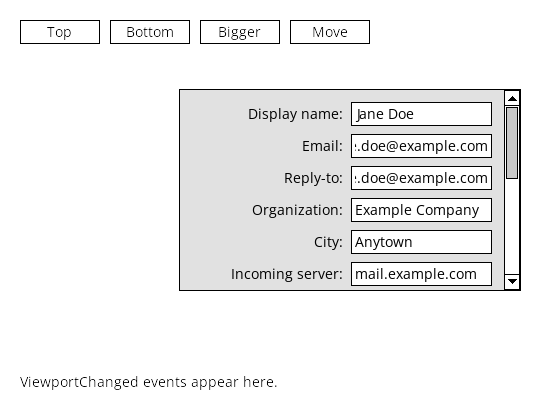 Top Bottom Bigger Move
Display name: Jane Doe
Email: .doe@example.com
Reply-to: .doe@example.com
Organization: Example Company
City: Anytown
Incoming server: mail.example.com
ViewportChanged events appear here.